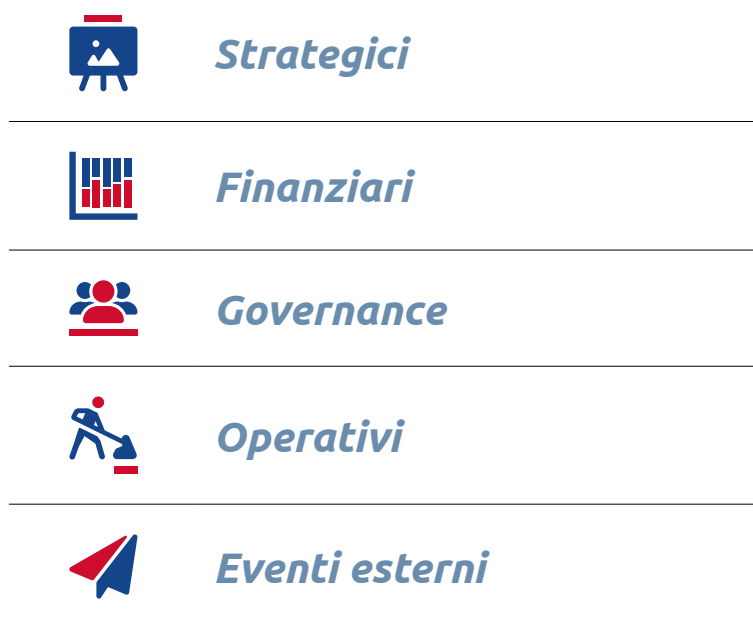 Strategici
Finanziari
Governance
Operativi
Eventi esterni